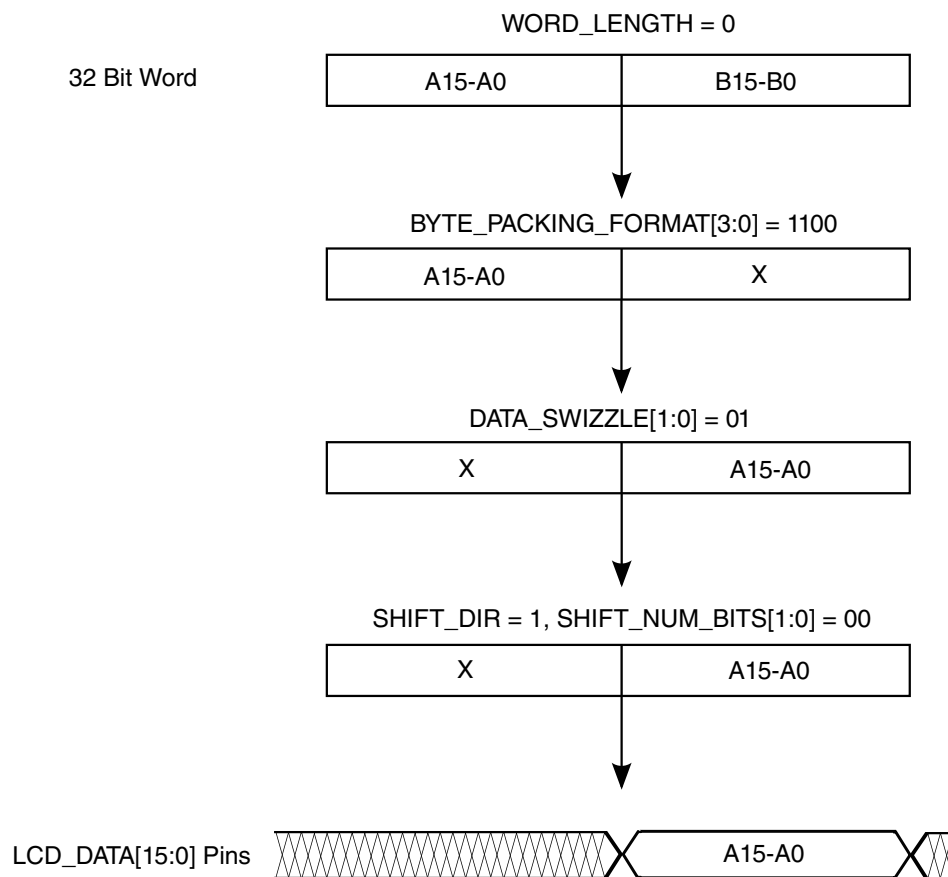 WORD_LENGTH = 0
32 Bit Word
A15-A0
B15-B0
BYTE_PACKING_FORMAT[3:0] = 1100
A15-A0
X
DATA_SWIZZLE[1:0] = 01
X
A15-A0
SHIFT_DIR = 1, SHIFT_NUM_BITS[1:0] = 00
X
A15-A0
LCD_DATA[15:0] Pins
A15-A0